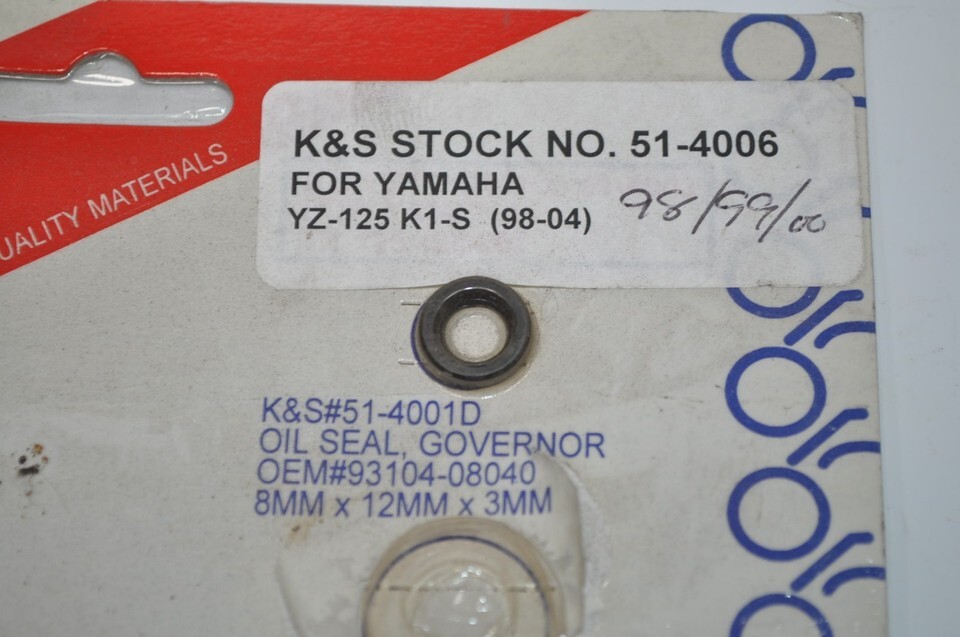 UALITY MATERIALS
K&S STOCK NO. 51-4006
FOR YAMAHA
YZ-125 K1-S (98-04) 98/99/00
K&S#51-4001D
OIL SEAL, GOVERNOR
OEM#93104-08040
8MM x 12MM x 3MM